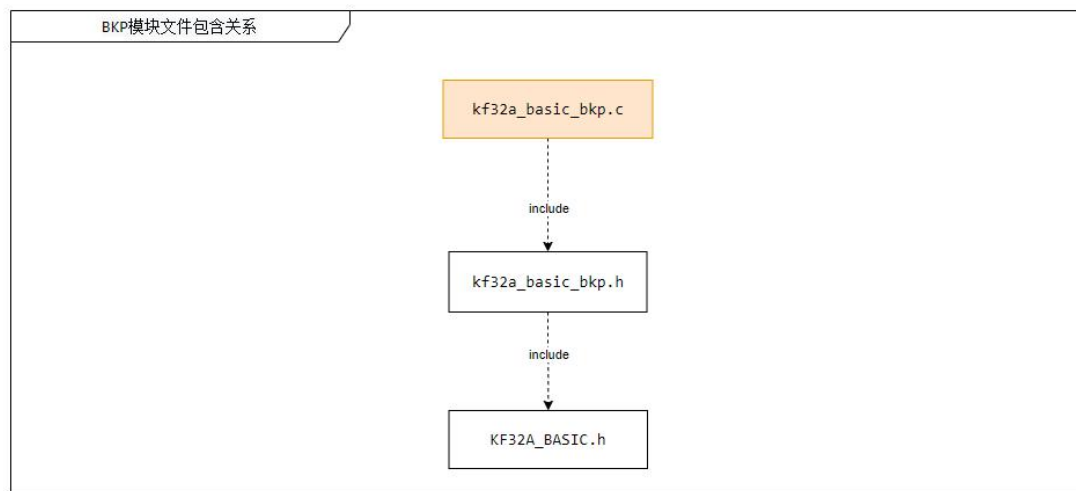 BKP模块文件包含关系
kf32a_basic_bkp.c
include
kf32a_basic_bkp.h
include
KF32A_BASIC.h